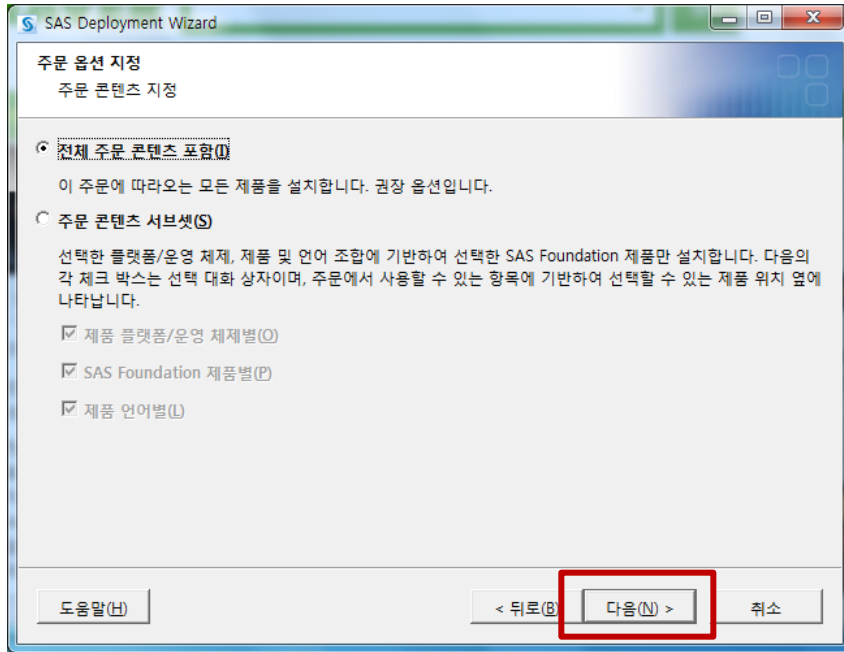 SAS Deployment Wizard
주문 옵션 지정
주문 콘텐츠 지정
전체 주문 콘텐츠 포함(I)
이 주문에 따라오는 모든 제품을 설치합니다. 권장 옵션입니다.
주문 콘텐츠 서브셋(S)
선택한 플랫폼/운영 체제, 제품 및 언어 조합에 기반하여 선택한 SAS Foundation 제품만 설치합니다. 다음의
각 체크 박스는 선택 대화 상자이며, 주문에서 사용할 수 있는 항목에 기반하여 선택할 수 있는 제품 위치 옆에
나타납니다.
제품 플랫폼/운영 체제별(O)
SAS Foundation 제품별(P)
제품 언어별(L)
도움말(H) < 뒤로(B) 다음(N) > 취소